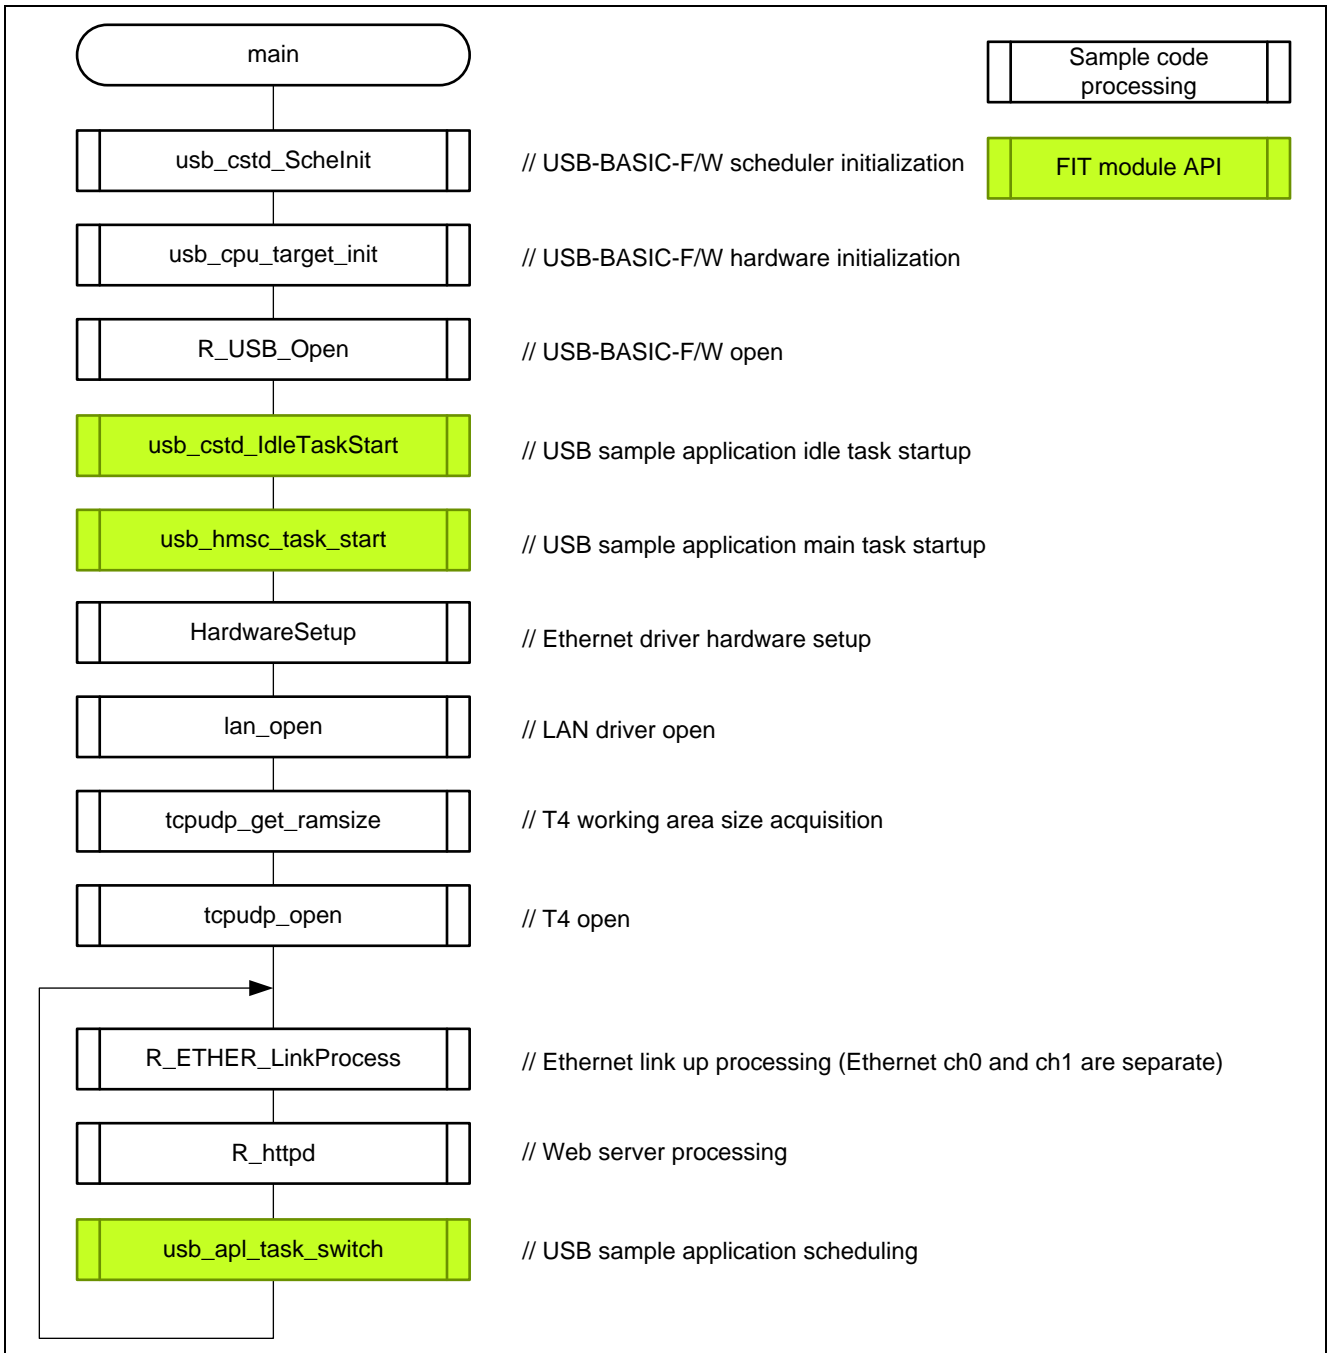 main
Sample code
processing
usb_cstd_ScheInit
// USB-BASIC-F/W scheduler initialization
FIT module API
usb_cpu_target_init
// USB-BASIC-F/W hardware initialization
R_USB_Open
// USB-BASIC-F/W open
usb_cstd_IdleTaskStart
// USB sample application idle task startup
usb_hmsc_task_start
// USB sample application main task startup
HardwareSetup
// Ethernet driver hardware setup
lan_open
// LAN driver open
tcpudp_get_ramsize
// T4 working area size acquisition
tcpudp_open
// T4 open
R_ETHER_LinkProcess
// Ethernet link up processing (Ethernet ch0 and ch1 are separate)
R_httpd
// Web server processing
usb_apl_task_switch
// USB sample application scheduling